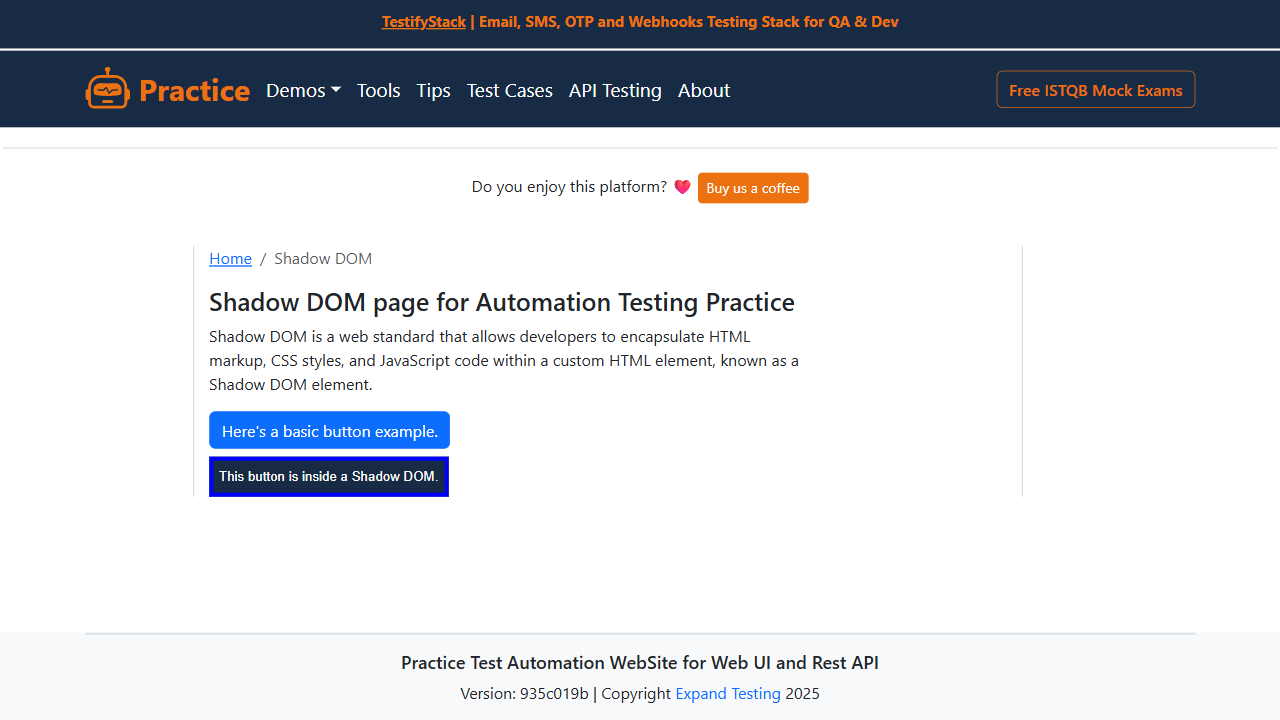 TestifyStack | Email, SMS, OTP and Webhooks Testing Stack for QA & Dev
Practice Demos Tools Tips Test Cases API Testing About Free ISTQB Mock Exams
Do you enjoy this platform? Buy us a coffee
Home / Shadow DOM
Shadow DOM page for Automation Testing Practice
Shadow DOM is a web standard that allows developers to encapsulate HTML
markup, CSS styles, and JavaScript code within a custom HTML element, known as a
Shadow DOM element.
Here's a basic button example.
This button is inside a Shadow DOM.
Practice Test Automation WebSite for Web UI and Rest API
Version: 935c019b | Copyright Expand Testing 2025